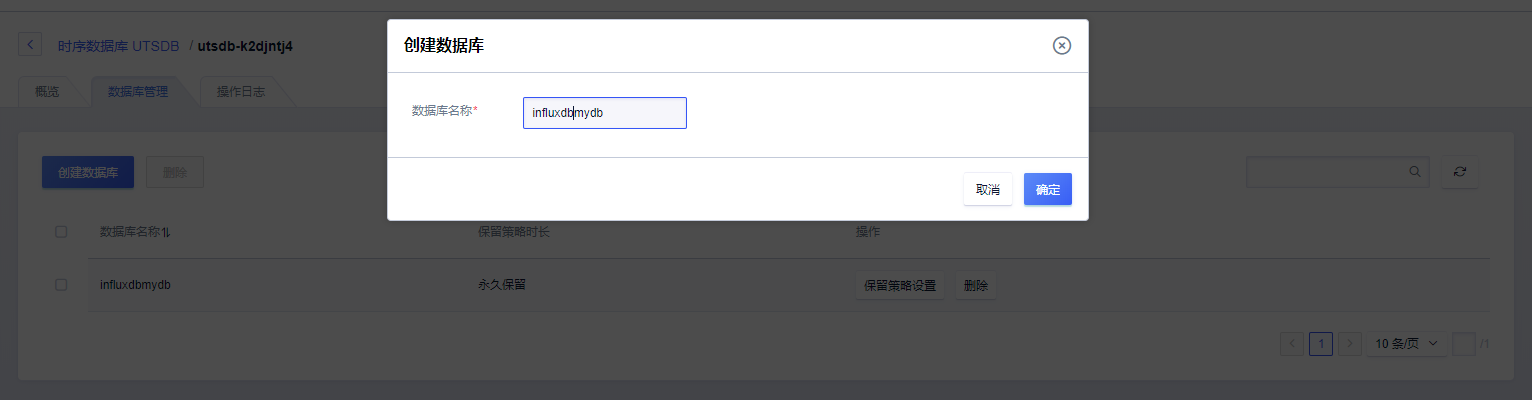 创建数据库
时序数据库 UTSDB / utsdb-k2djntj4
概览 数据库管理 操作日志
数据库名称*
influxdbmydb
创建数据库 删除
取消 确定
数据库名称 保留策略时长 操作
influxdbmydb 永久保留 保留策略设置 删除
1 10 条/页 /1